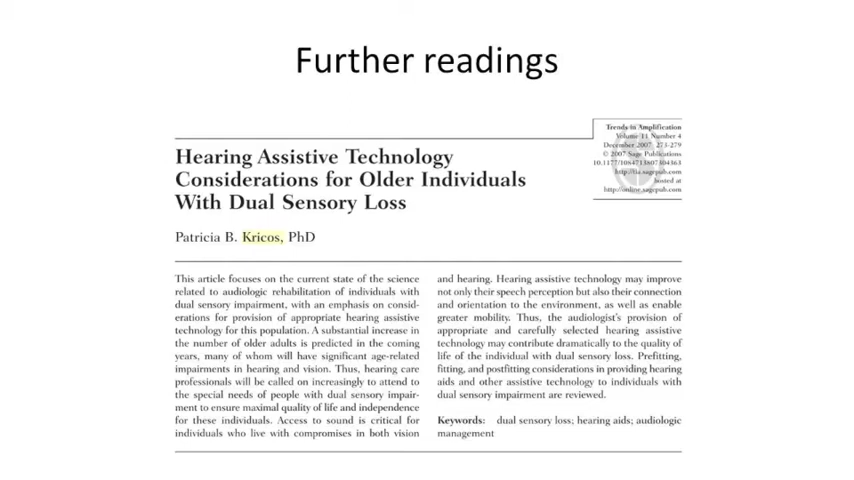 Further readings
Trends in Amplification
Volume 11 Number 4
December 2007 273-279
© 2007 Sage Publications
10.1177/1084713807304363
http://tia.sagepub.com
hosted at
http://online.sagepub.com
Hearing Assistive Technology
Considerations for Older Individuals
With Dual Sensory Loss
Patricia B. Kricos, PhD
This article focuses on the current state of the science
related to audiologic rehabilitation of individuals with
dual sensory impairment, with an emphasis on consid-
erations for provision of appropriate hearing assistive
technology for this population. A substantial increase in
the number of older adults is predicted in the coming
years, many of whom will have significant age-related
impairments in hearing and vision. Thus, hearing care
professionals will be called on increasingly to attend to
the special needs of people with dual sensory impair-
ment to ensure maximal quality of life and independence
for these individuals. Access to sound is critical for
individuals who live with compromises in both vision
and hearing. Hearing assistive technology may improve
not only their speech perception but also their connection
and orientation to the environment, as well as enable
greater mobility. Thus, the audiologist's provision of
appropriate and carefully selected hearing assistive
technology may contribute dramatically to the quality of
life of the individual with dual sensory loss. Prefitting,
fitting, and postfitting considerations in providing hearing
aids and other assistive technology to individuals with
dual sensory impairment are reviewed.
Keywords: dual sensory loss; hearing aids; audiologic
management